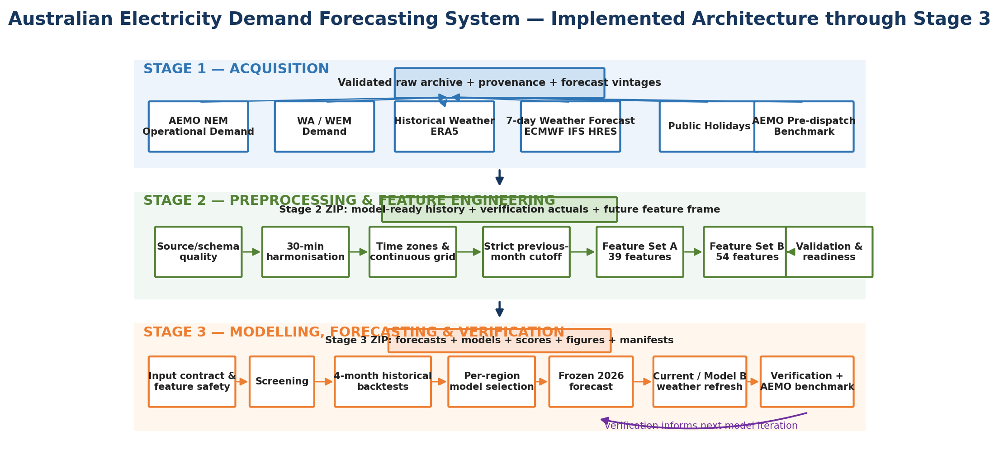 Australian Electricity Demand Forecasting System — Implemented Architecture through Stage 3
STAGE 1 — ACQUISITION
Validated raw archive + provenance + forecast vintages
AEMO NEM
Operational Demand
WA / WEM
Demand
Historical Weather
ERA5
7-day Weather Forecast
ECMWF IFS HRES
Public Holidays
AEMO Pre-dispatch
Benchmark
STAGE 2 — PREPROCESSING & FEATURE ENGINEERING
Stage 2 ZIP: model-ready history + verification actuals + future feature frame
Source/schema
quality
30-min
harmonisation
Time zones &
continuous grid
Strict previous-
month cutoff
Feature Set A
39 features
Feature Set B
54 features
Validation &
readiness
STAGE 3 — MODELLING, FORECASTING & VERIFICATION
Stage 3 ZIP: forecasts + models + scores + figures + manifests
Input contract &
feature safety
Screening
4-month historical
backtests
Per-region
model selection
Frozen 2026
forecast
Current / Model B
weather refresh
Verification +
AEMO benchmark
verification informs next model iteration